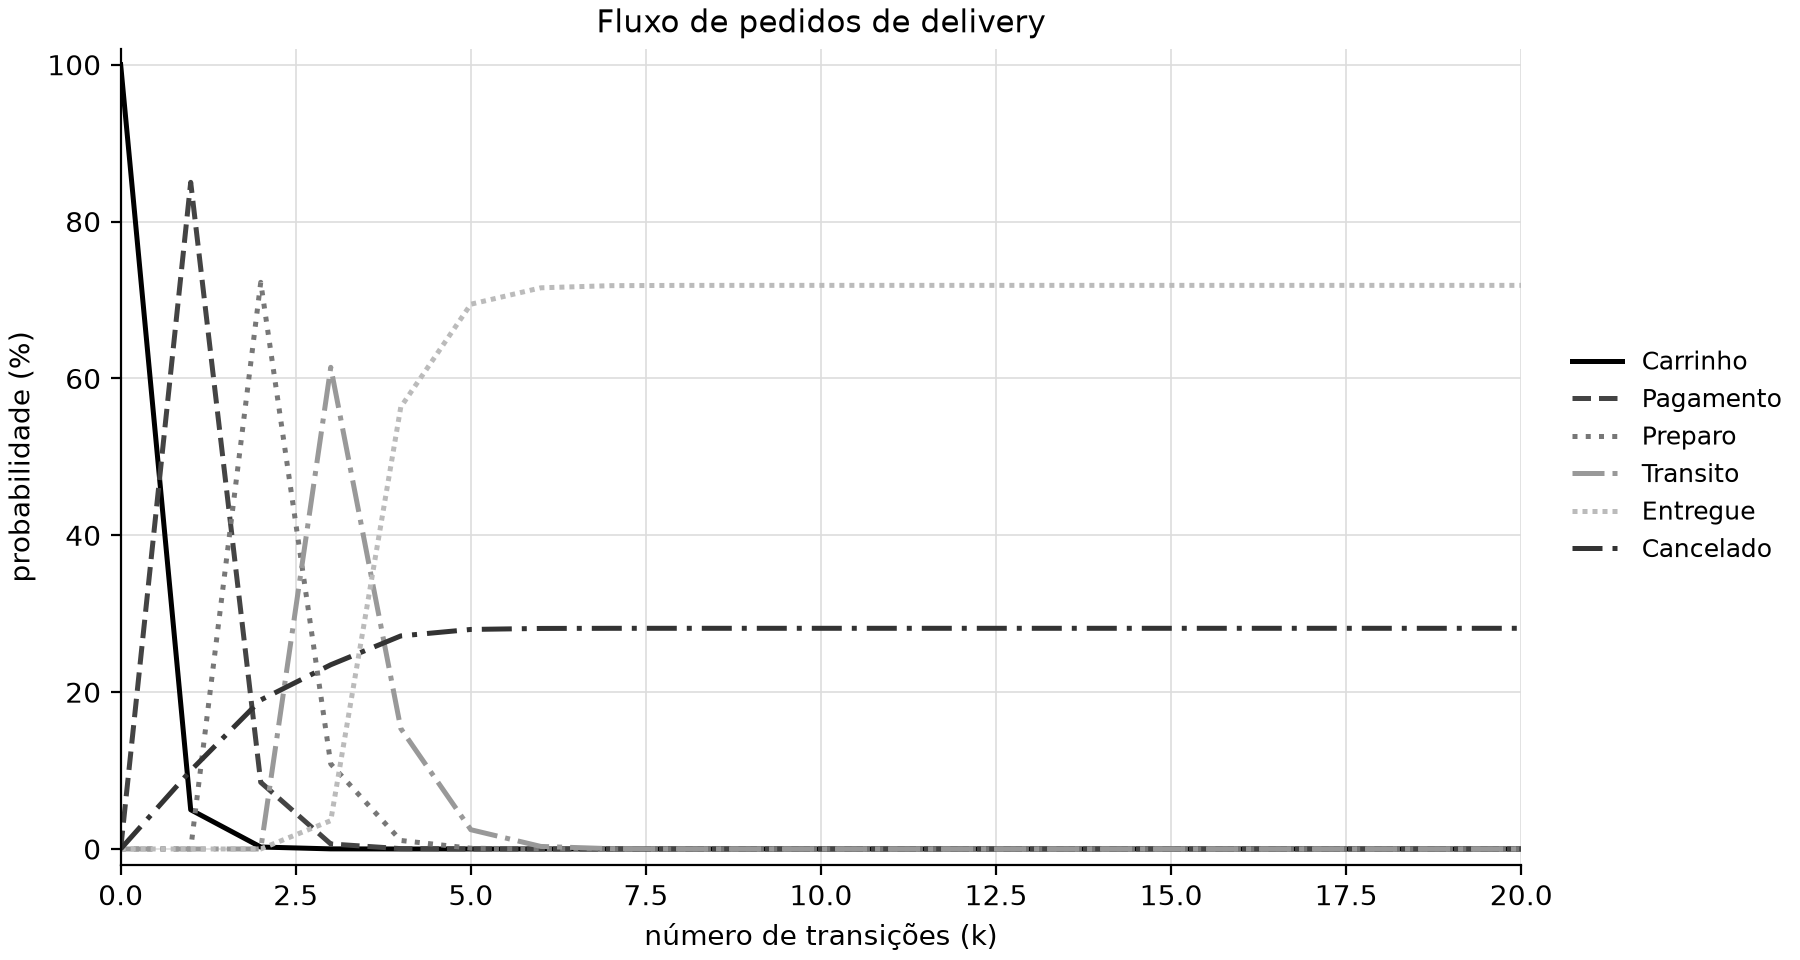 Fluxo de pedidos de delivery
probabilidade (%)
100
80
60
40
20
0
0.0 2.5 5.0 7.5 10.0 12.5 15.0 17.5 20.0
número de transições (k)
Carrinho
Pagamento
Preparo
Transito
Entregue
Cancelado